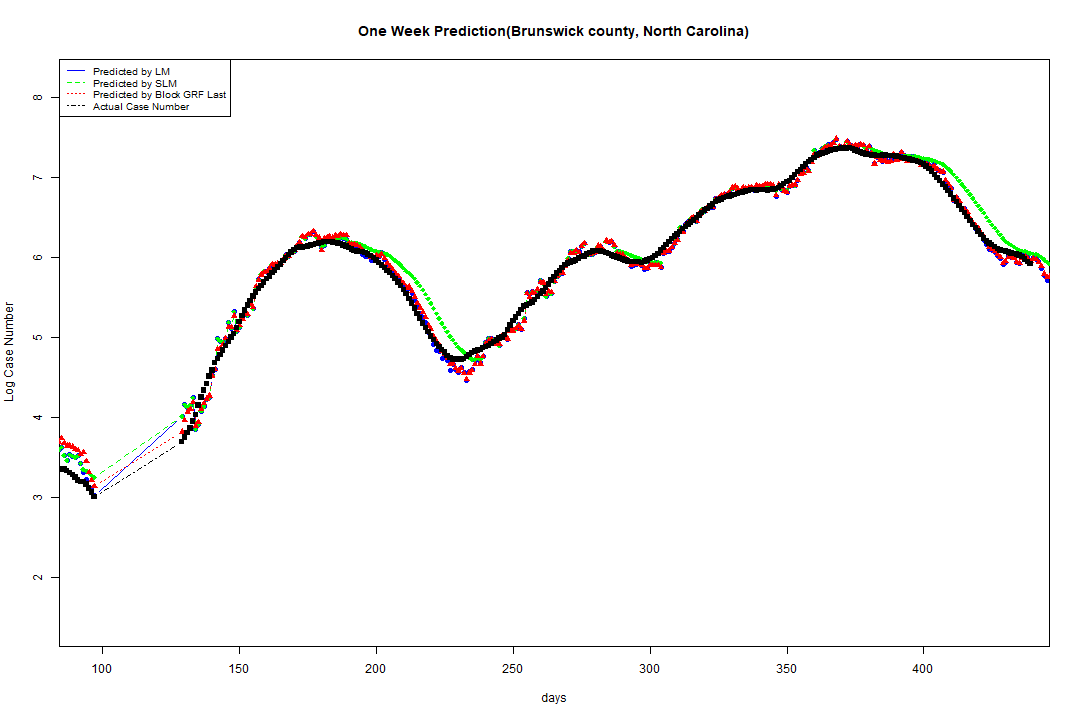 One Week Prediction(Brunswick county, North Carolina)
Predicted by LM
Predicted by SLM
Predicted by Block GRF Last
Actual Case Number
8
7
6
5
4
3
2
Log Case Number
100 150 200 250 300 350 400
days